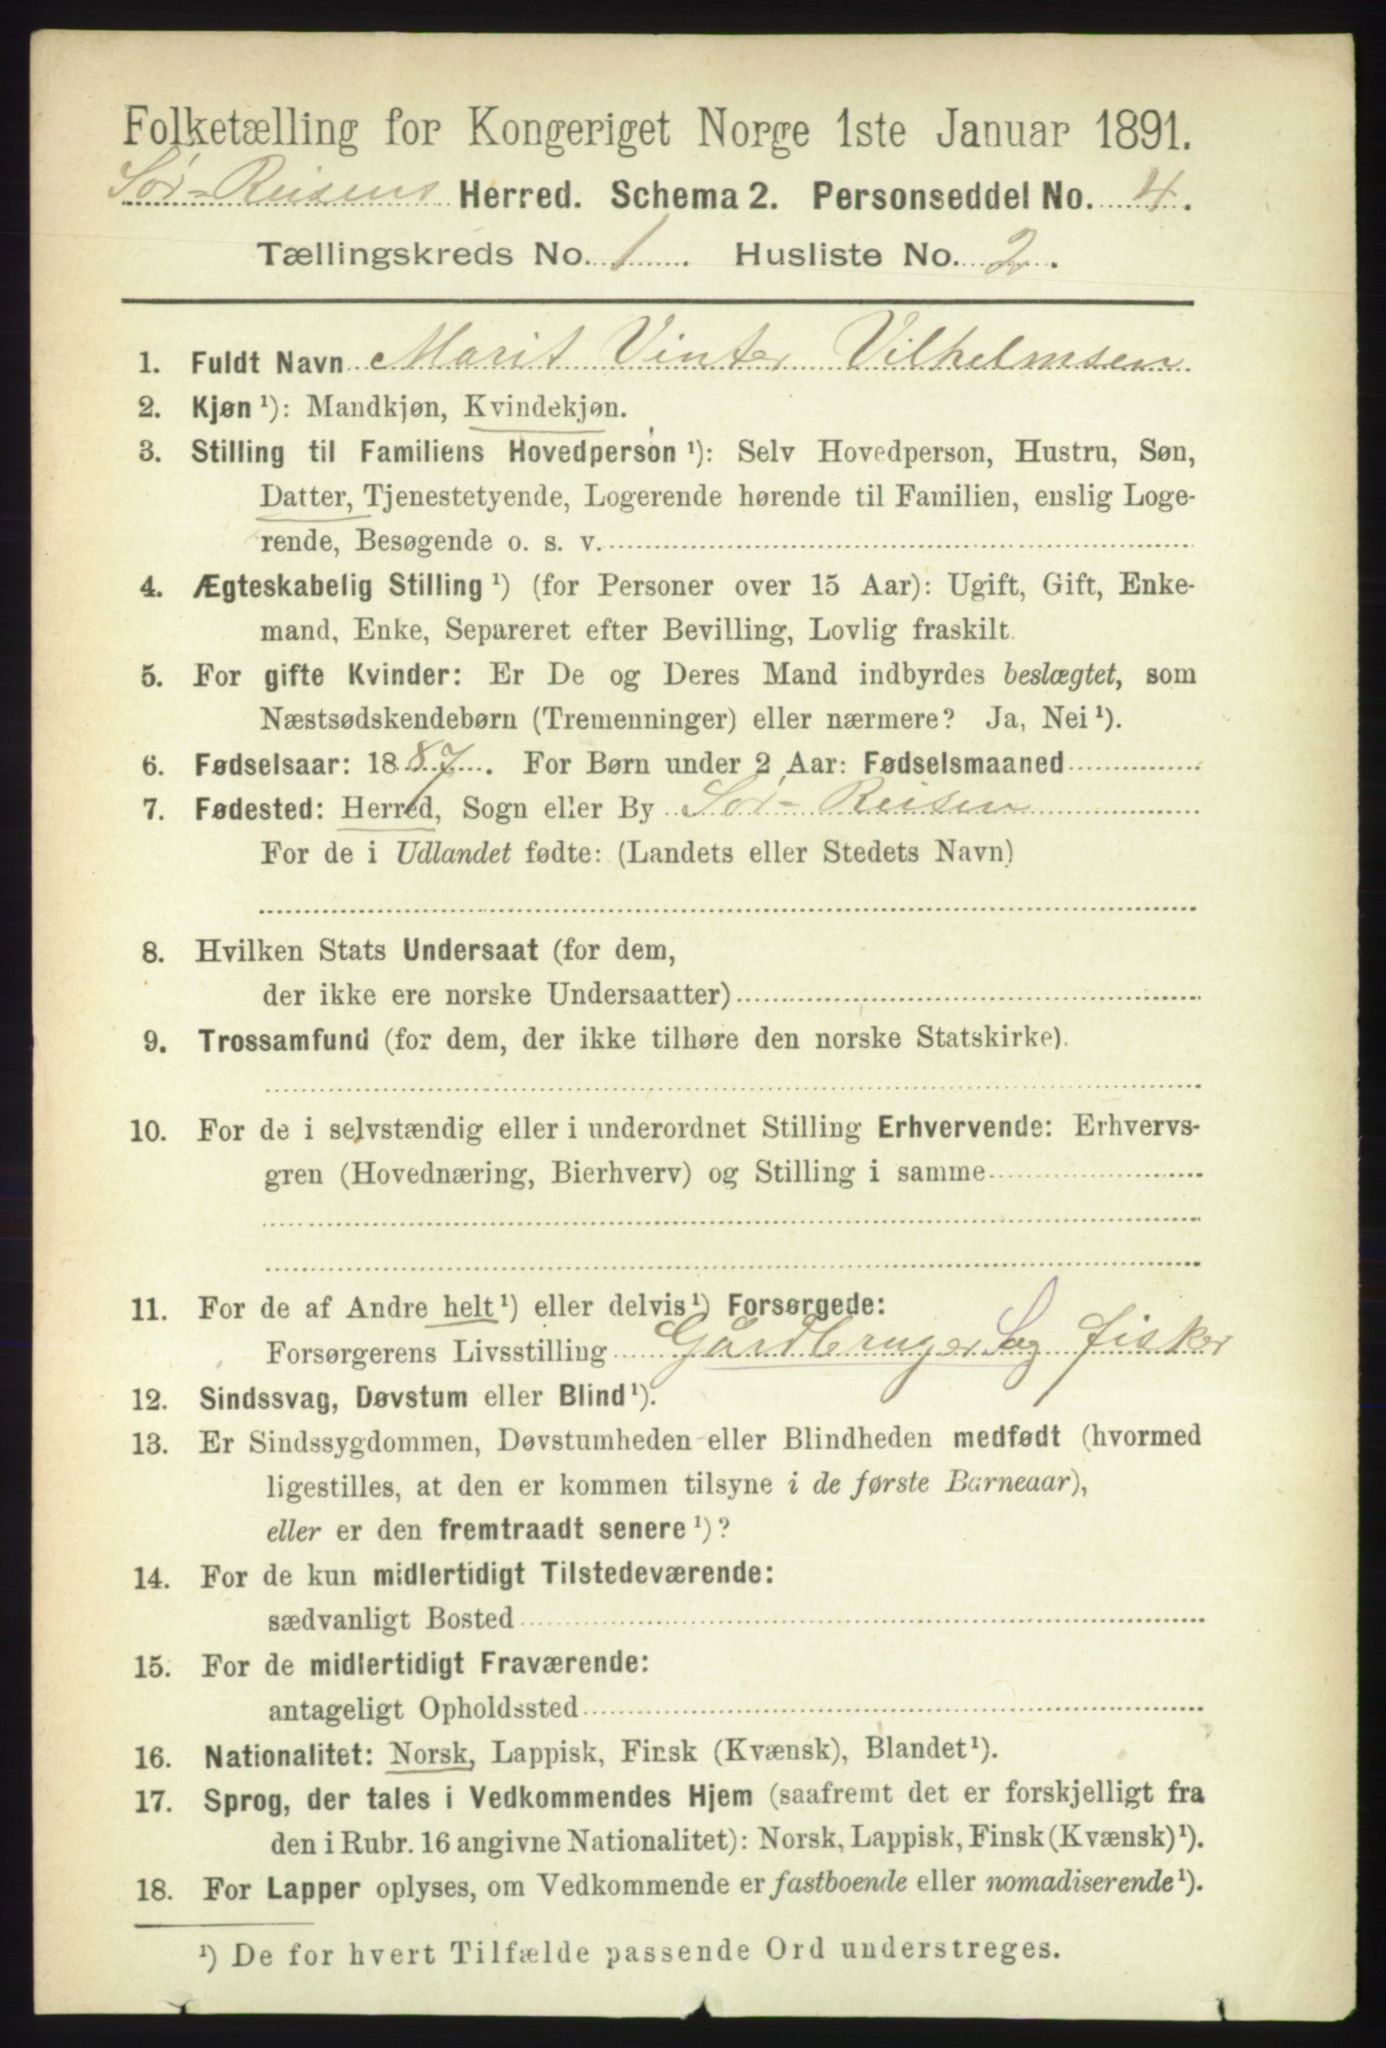 Folketælling for Kongeriget Norge 1ste Januar 1891.
Sør-Reisens Herred. Schema 2. Personseddel No. 4.
Tællingskreds No. 1. Husliste No. 2.
1. Fuldt Navn Marit Vinter Vilhelmsen
2. Kjøn ¹): Mandkjøn, Kvindekjøn.
3. Stilling til Familiens Hovedperson ¹): Selv Hovedperson, Hustru, Søn,
Datter, Tjenestetyende, Logerende hørende til Familien, enslig Loge-
rende, Besøgende o. s. v.
4. Ægteskabelig Stilling ¹) (for Personer over 15 Aar): Ugift, Gift, Enke-
mand, Enke, Separeret efter Bevilling, Lovlig fraskilt
5. For gifte Kvinder: Er De og Deres Mand indbyrdes beslægtet, som
Næstsødskendebørn (Tremenninger) eller nærmere? Ja, Nei ¹).
6. Fødselsaar: 1887. For Børn under 2 Aar: Fødselsmaaned
7. Fødested: Herred, Sogn eller By Sør-Reisen
For de i Udlandet fødte: (Landets eller Stedets Navn)
8. Hvilken Stats Undersaat (for dem,
der ikke ere norske Undersaatter)
9. Trossamfund (for dem, der ikke tilhøre den norske Statskirke).
10. For de i selvstændig eller i underordnet Stilling Erhvervende: Erhvervs-
gren (Hovednæring, Bierhverv) og Stilling i samme
11. For de af Andre helt ¹) eller delvis ¹) Forsørgede:
Forsørgerens Livsstilling Gårdbruger S og fisker
12. Sindssvag, Døvstum eller Blind ¹).
13. Er Sindssygdommen, Døvstumheden eller Blindheden medfødt (hvormed
ligestilles, at den er kommen tilsyne i de første Barneaar),
eller er den fremtraadt senere ¹)?
14. For de kun midlertidigt Tilstedeværende:
sædvanligt Bosted
15. For de midlertidigt Fraværende:
antageligt Opholdssted
16. Nationalitet: Norsk, Lappisk, Finsk (Kvænsk), Blandet ¹).
17. Sprog, der tales i Vedkommendes Hjem (saafremt det er forskjelligt fra
den i Rubr. 16 angivne Nationalitet): Norsk, Lappisk, Finsk (Kvænsk) ¹).
18. For Lapper oplyses, om Vedkommende er fastboende eller nomadiserende ¹).
¹) De for hvert Tilfælde passende Ord understreges.